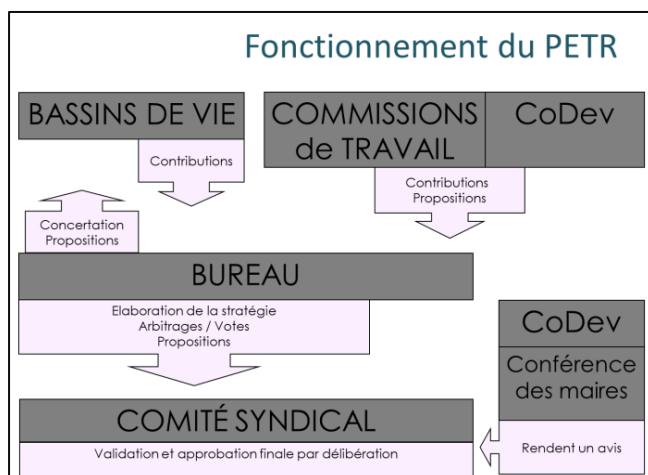 Fonctionnement du PETR
BASSINS DE VIE
COMMISSIONS
de TRAVAIL
CoDev
Contributions
Contributions
Propositions
Concertation
Propositions
BUREAU
Elaboration de la stratégie
Arbitrages / Votes
Propositions
CoDev
Conférence
des maires
Rendent un avis
COMITÉ SYNDICAL
Validation et approbation finale par délibération